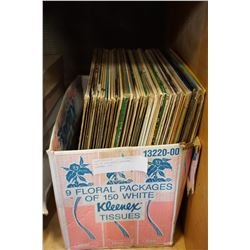 13220-00
9 FLORAL PACKAGES
OF 150 WHITE
Kleenex
TISSUES